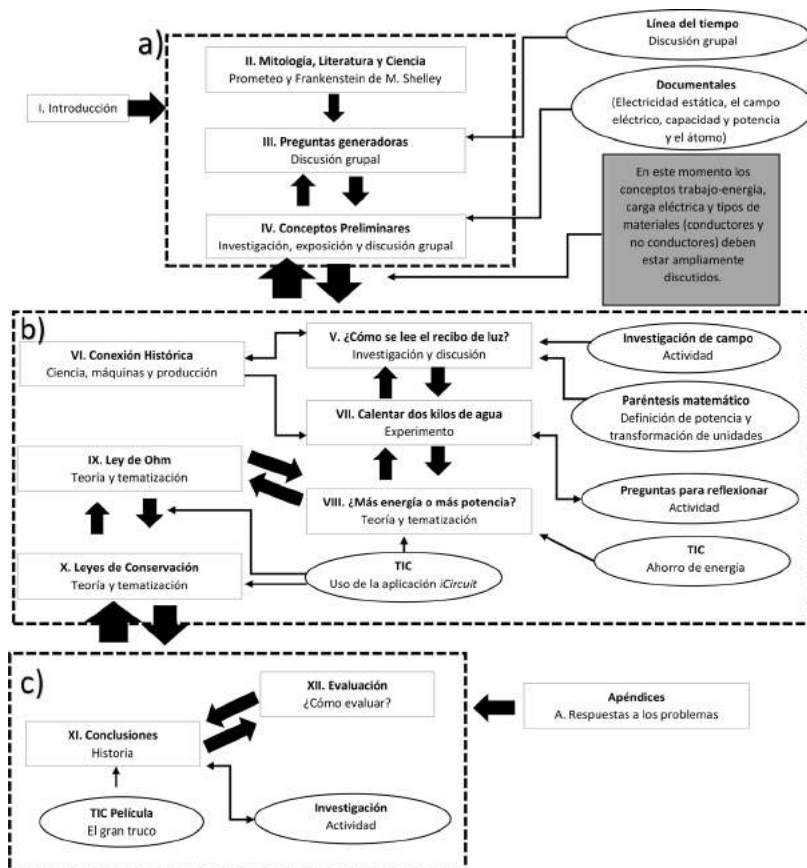 a)
Línea del tiempo
Discusión grupal
II. Mitología, Literatura y Ciencia
Prometeo y Frankenstein de M. Shelley
I. Introducción
Documentales
(Electricidad estática, el campo
eléctrico, capacidad y potencia
y el átomo)
III. Preguntas generadoras
Discusión grupal
En este momento los
conceptos trabajo-energía,
carga eléctrica y tipos de
materiales (conductores y
no conductores) deben
estar ampliamente
discutidos.
IV. Conceptos Preliminares
Investigación, exposición y discusión grupal
b)
V. ¿Cómo se lee el recibo de luz?
Investigación y discusión
VI. Conexión Histórica
Ciencia, máquinas y producción
Investigación de campo
Actividad
Paréntesis matemático
Definición de potencia y
transformación de unidades
VII. Calentar dos kilos de agua
Experimento
IX. Ley de Ohm
Teoría y tematización
Preguntas para reflexionar
Actividad
VIII. ¿Más energía o más potencia?
Teoría y tematización
X. Leyes de Conservación
Teoría y tematización
TIC
Uso de la aplicación iCircuit
TIC
Ahorro de energía
c)
XII. Evaluación
¿Cómo evaluar?
Apéndices
A. Respuestas a los problemas
XI. Conclusiones
Historia
TIC Película
El gran truco
Investigación
Actividad